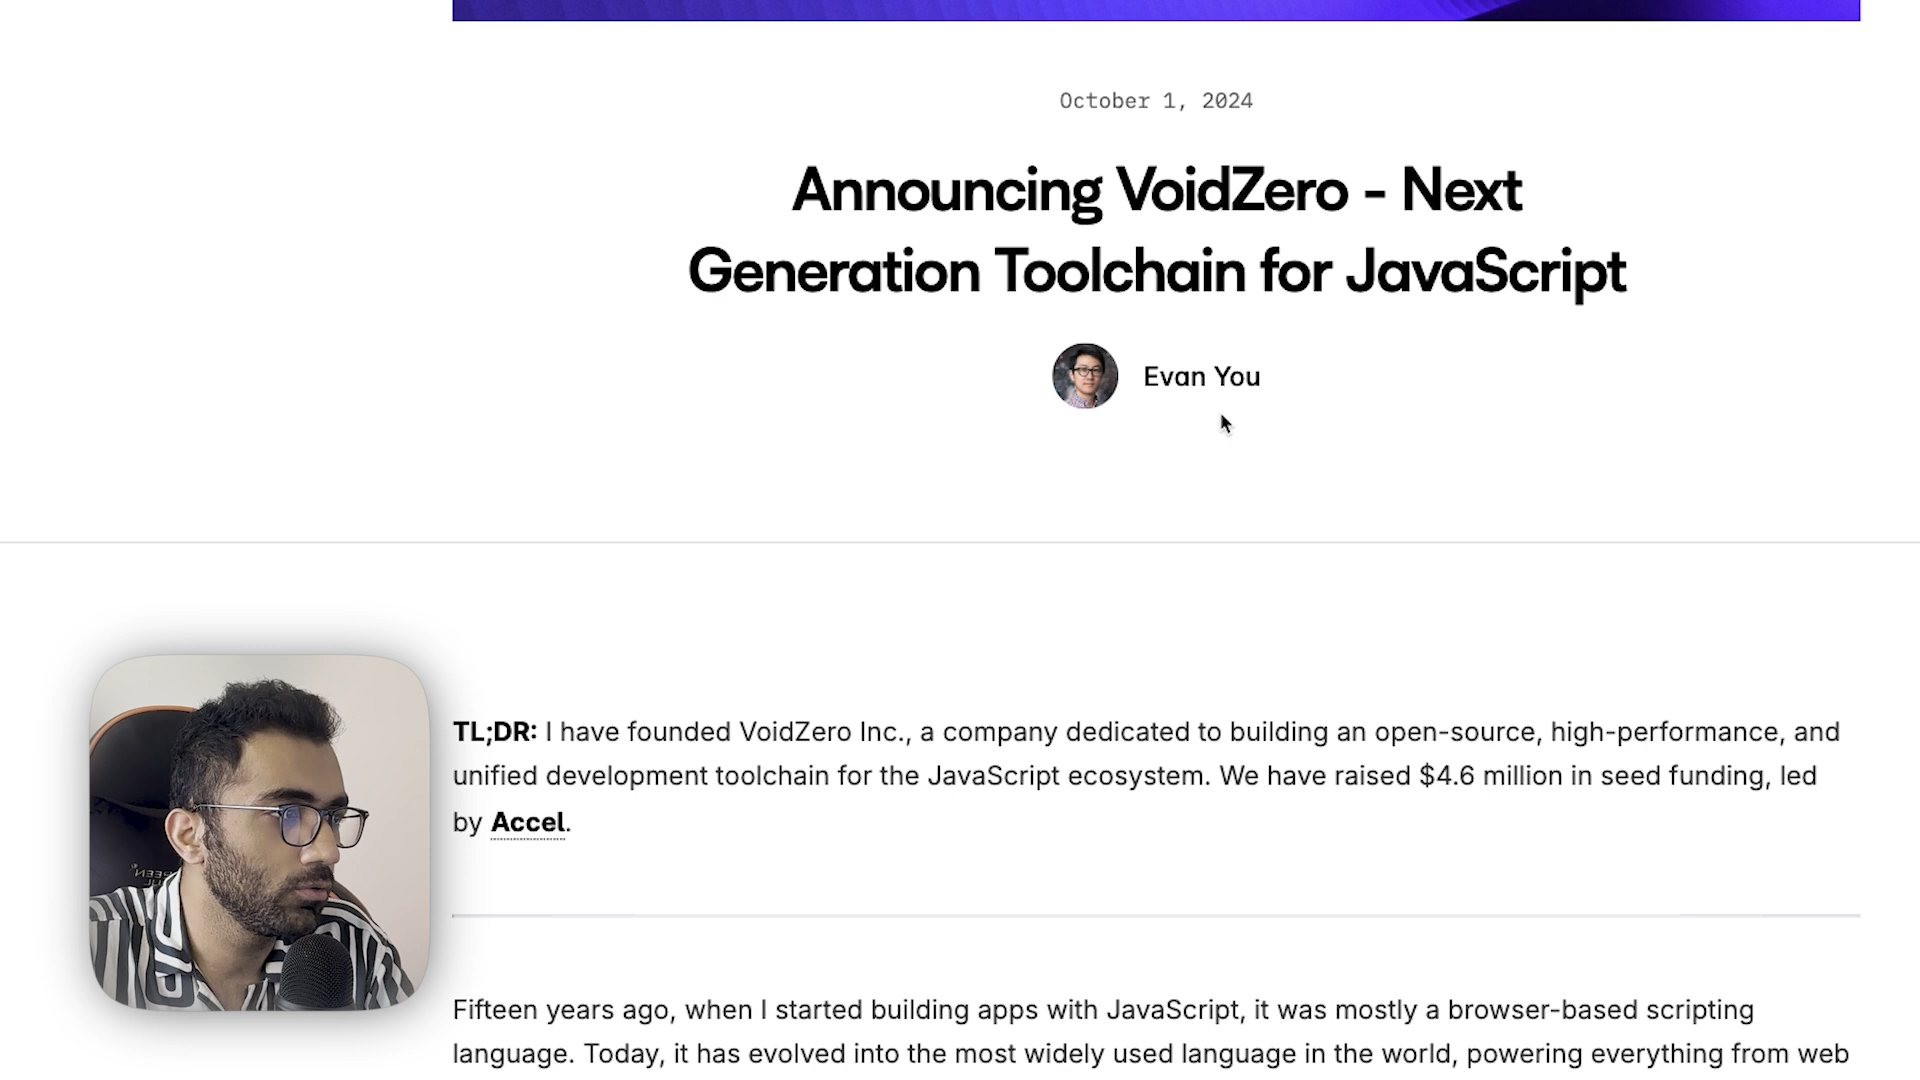 October 1, 2024
Announcing VoidZero - Next
Generation Toolchain for JavaScript
Evan You
TL;DR: I have founded VoidZero Inc., a company dedicated to building an open-source, high-performance, and
unified development toolchain for the JavaScript ecosystem. We have raised $4.6 million in seed funding, led
by Accel.
Fifteen years ago, when I started building apps with JavaScript, it was mostly a browser-based scripting
language. Today, it has evolved into the most widely used language in the world, powering everything from web